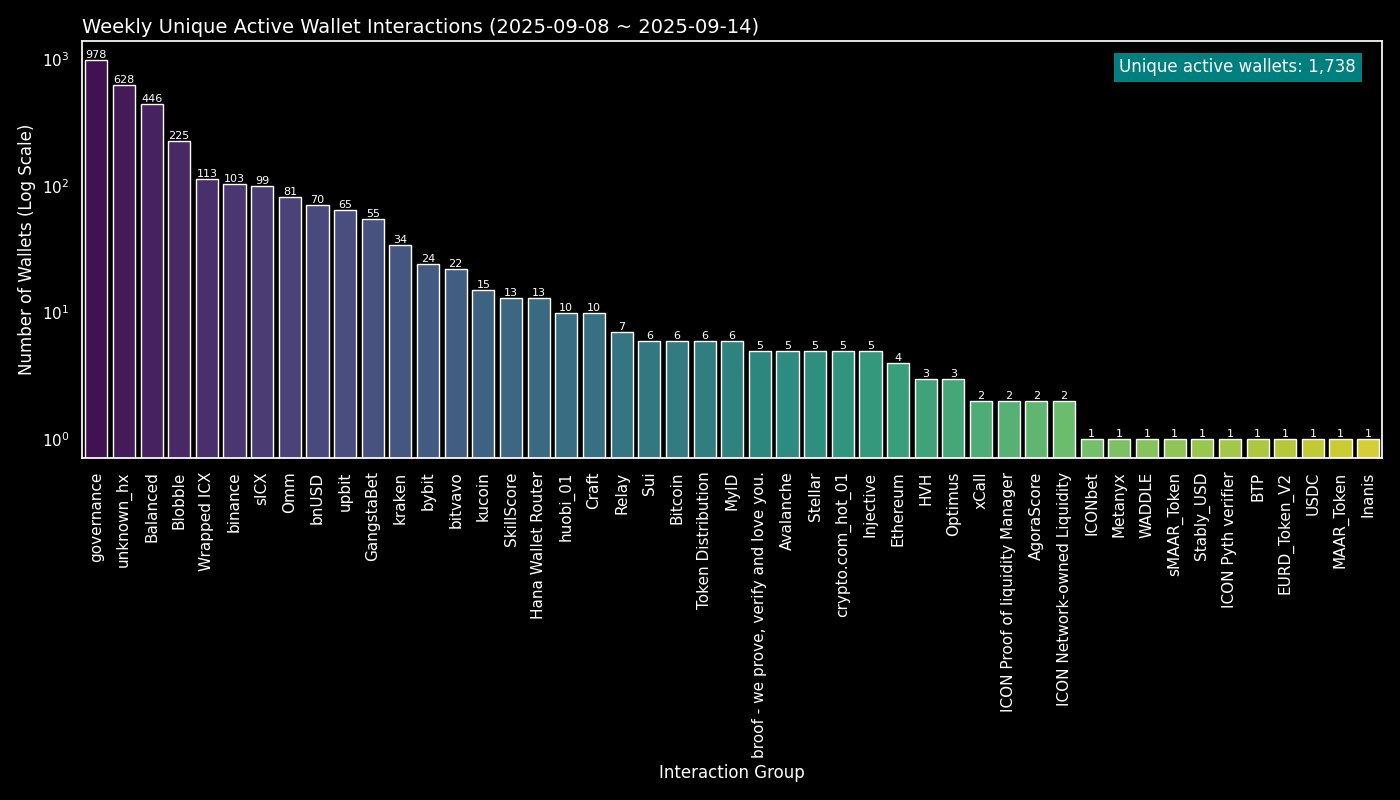 Weekly Unique Active Wallet Interactions (2025-09-08 ~ 2025-09-14)
Unique active wallets: 1,738
Number of Wallets (Log Scale)
10³
10²
10¹
10⁰
978
628
446
225
113
103
99
81
70
65
55
34
24
22
15
13
13
10
10
7
6
6
6
6
5
5
5
5
5
4
3
3
2
2
2
2
1
1
1
1
1
1
1
1
1
1
1
governance
unknown_hx
Balanced
Blobble
Wrapped ICX
binance
sICX
Omm
bnUSD
upbit
GangstaBet
kraken
bybit
bitvavo
kucoin
SkillScore
Hana Wallet Router
huobi_01
Craft
Relay
Sui
Bitcoin
Token Distribution
MyID
broof - we prove, verify and love you.
Avalanche
Stellar
crypto.com_hot_01
Injective
Ethereum
HVH
Optimus
xCall
ICON Proof of liquidity Manager
AgoraScore
ICON Network-owned Liquidity
ICONbet
Metanyx
WADDLE
sMAAR_Token
Stably_USD
ICON Pyth verifier
BTP
EURD_Token_V2
USDC
MAAR_Token
Inanis
Interaction Group